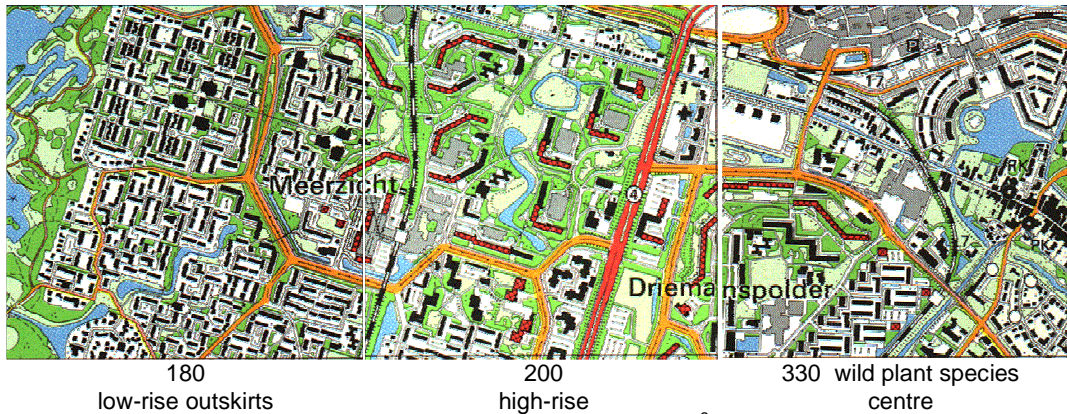 P
17
Meerzicht
4
RK
Driemanspolder
180
200
330 wild plant species
low-rise outskirts
high-rise
centre